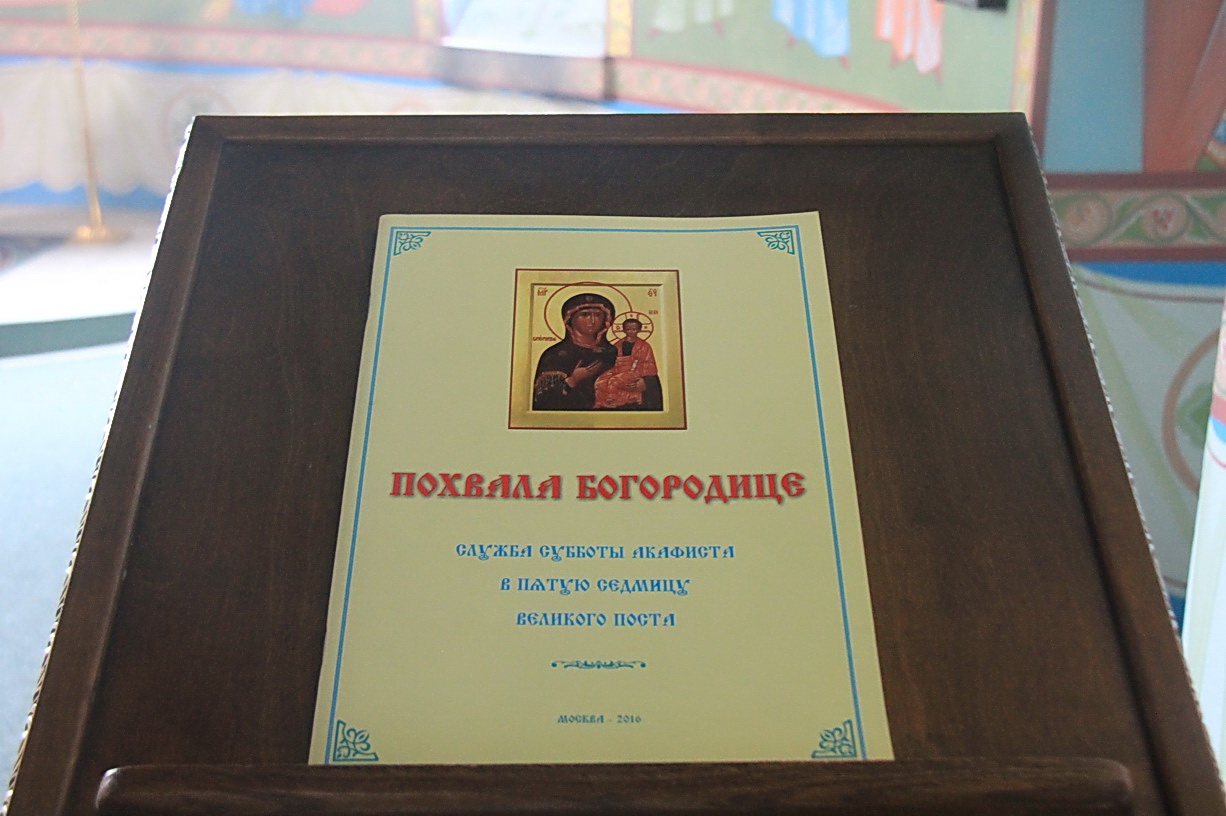 ПОХВАЛА БОГОРОДИЦЕ
СЛУЖБА СУББОТЫ АКАФИСТА
В ПЯТУЮ СЕДМИЦУ
ВЕЛИКОГО ПОСТА
МОСКВА - 2016